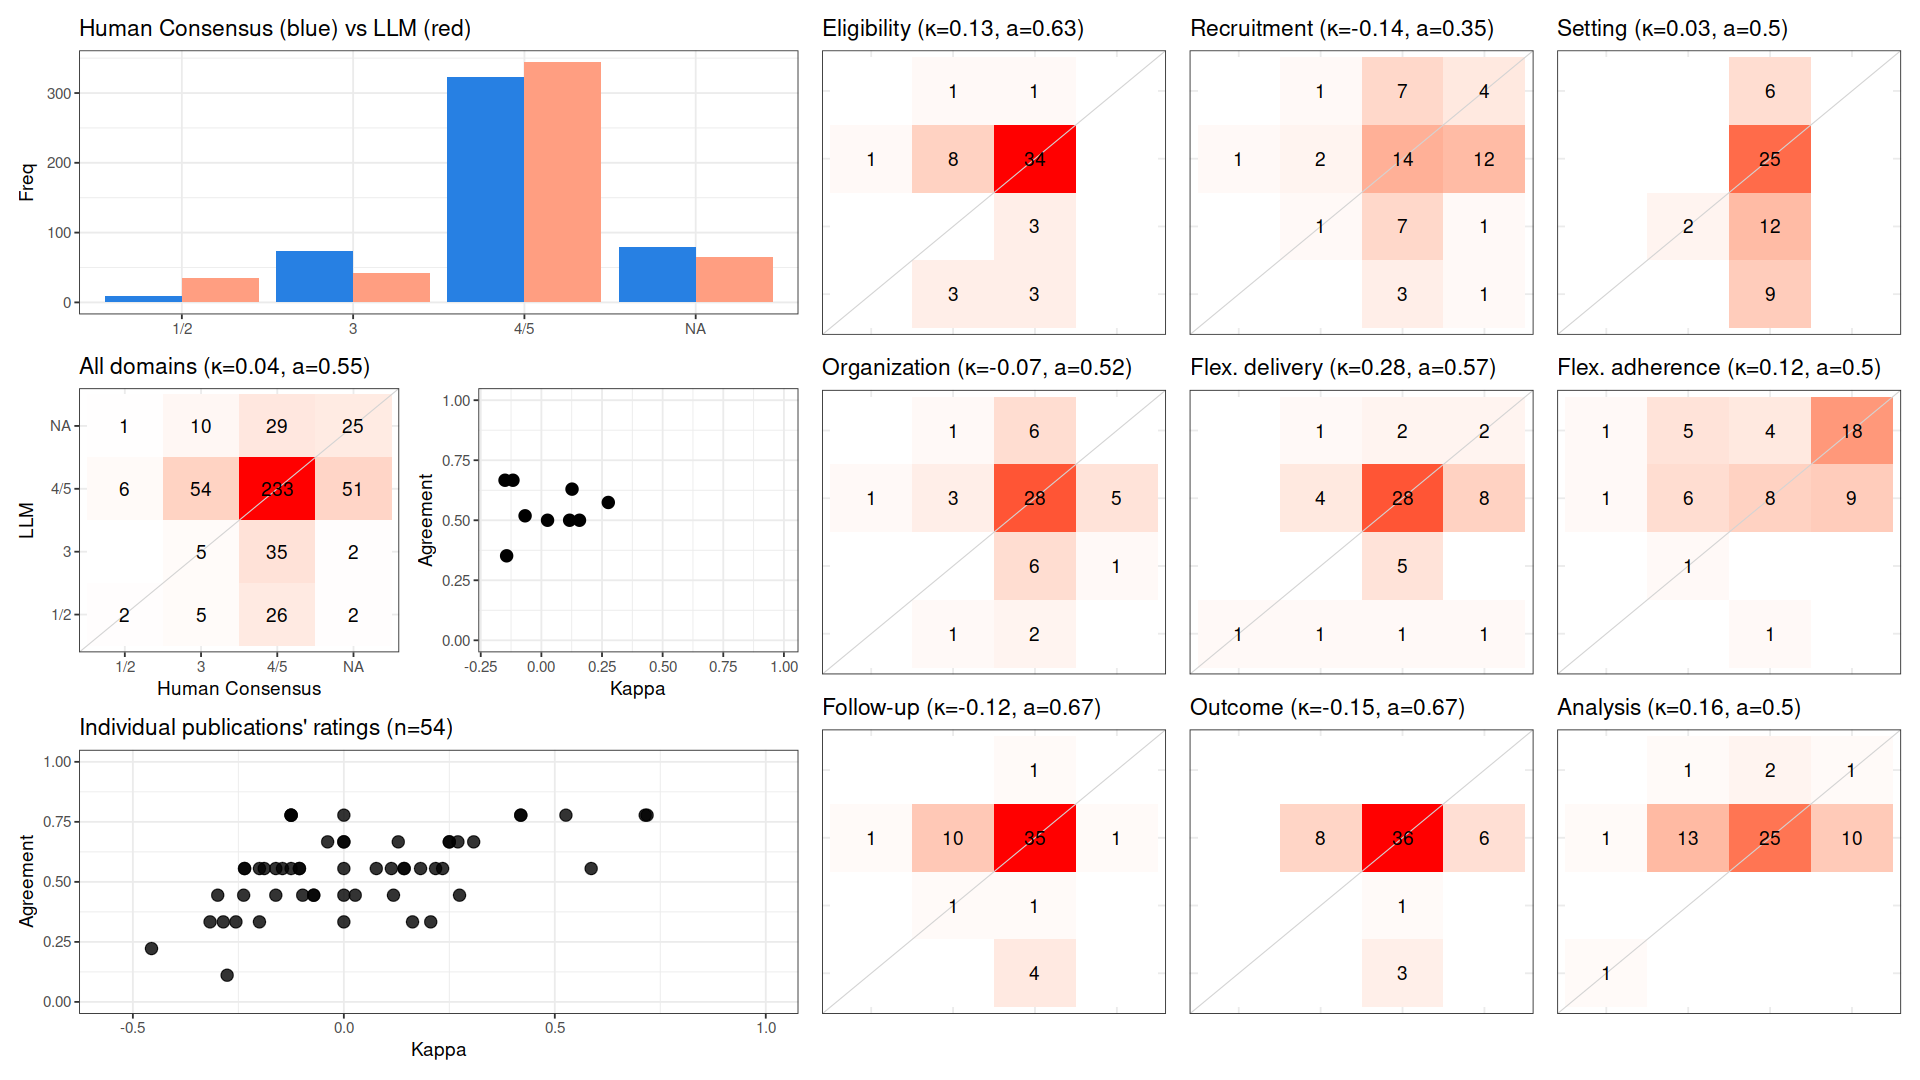 Human Consensus (blue) vs LLM (red)
Freq
300
200
100
0
1/2 3 4/5 NA
All domains (κ=0.04, a=0.55)
LLM
NA 1 10 29 25
4/5 6 54 233 51
3 5 35 2
1/2 2 5 26 2
1/2 3 4/5 NA
Human Consensus
Agreement
1.00
0.75
0.50
0.25
0.00
-0.25 0.00 0.25 0.50 0.75 1.00
Kappa
Individual publications' ratings (n=54)
Agreement
1.00
0.75
0.50
0.25
0.00
-0.5 0.0 0.5 1.0
Kappa
Eligibility (κ=0.13, a=0.63)
1 1
1 8 34
3
3 3
Recruitment (κ=-0.14, a=0.35)
1 7 4
1 2 14 12
1 7 1
3 1
Setting (κ=0.03, a=0.5)
6
25
2 12
9
Organization (κ=-0.07, a=0.52)
1 6
1 3 28 5
6 1
1 2
Flex. delivery (κ=0.28, a=0.57)
1 2 2
4 28 8
5
1 1 1 1
Flex. adherence (κ=0.12, a=0.5)
1 5 4 18
1 6 8 9
1
1
Follow-up (κ=-0.12, a=0.67)
1
1 10 35 1
1 1
4
Outcome (κ=-0.15, a=0.67)
8 36 6
1
3
Analysis (κ=0.16, a=0.5)
1 2 1
1 13 25 10
1